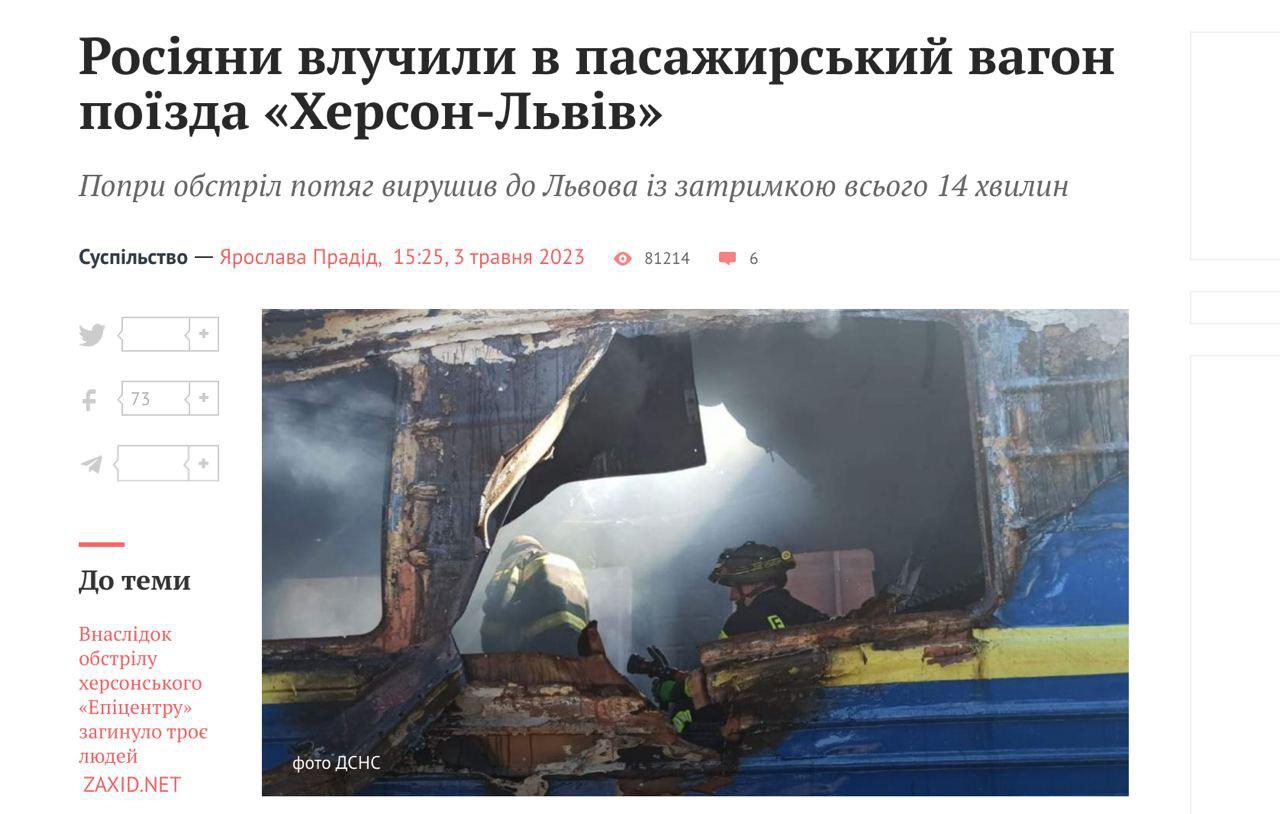 Росіяни влучили в пасажирський вагон
поїзда «Херсон-Львів»
Попри обстріл потяг вирушив до Львова із затримкою всього 14 хвилин
Суспільство — Ярослава Прадід, 15:25, 3 травня 2023 81214 6
+
73 +
+
До теми
Внаслідок
обстрілу
херсонського
«Епіцентру»
загинуло троє
людей
ZAXID.NET
фото ДСНС